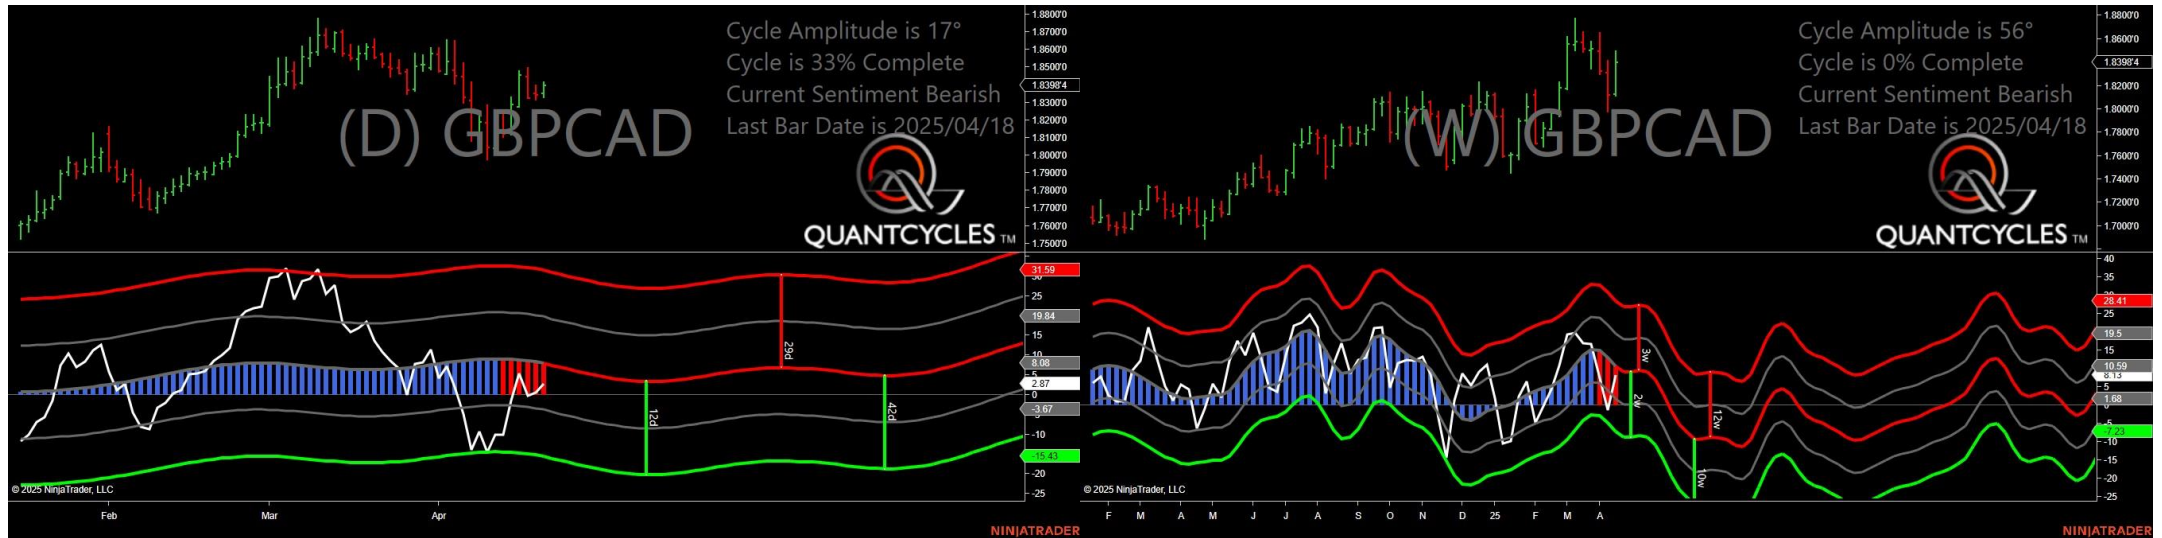 Cycle Amplitude is 17°
Cycle is 33% Complete
Current Sentiment Bearish
Last Bar Date is 2025/04/18
(D) GBPCAD
QUANTCYCLES TM
1.8800'0
1.8700'0
1.8600'0
1.8500'0
1.8398'4
1.8300'0
1.8200'0
1.8100'0
1.8000'0
1.7900'0
1.7800'0
1.7700'0
1.7600'0
1.7500'0
31.59
25
19.84
15
8.08
2.87
0
-3.67
-10
-15.43
-20
-25
29d
12d
42d
© 2025 NinjaTrader, LLC
Feb Mar Apr
NINJATRADER
Cycle Amplitude is 56°
Cycle is 0% Complete
Current Sentiment Bearish
Last Bar Date is 2025/04/18
(W) GBPCAD
QUANTCYCLES TM
1.8800'0
1.8600'0
1.8398'4
1.8200'0
1.8000'0
1.7800'0
1.7600'0
1.7400'0
1.7200'0
1.7000'0
40
35
28.41
19.5
15
10.59
8.13
5
1.68
-7.23
-10
-15
-20
-25
3w
2w
12w
10w
© 2025 NinjaTrader, LLC
F M A M J J A S O N D 25 F M A
NINJATRADER